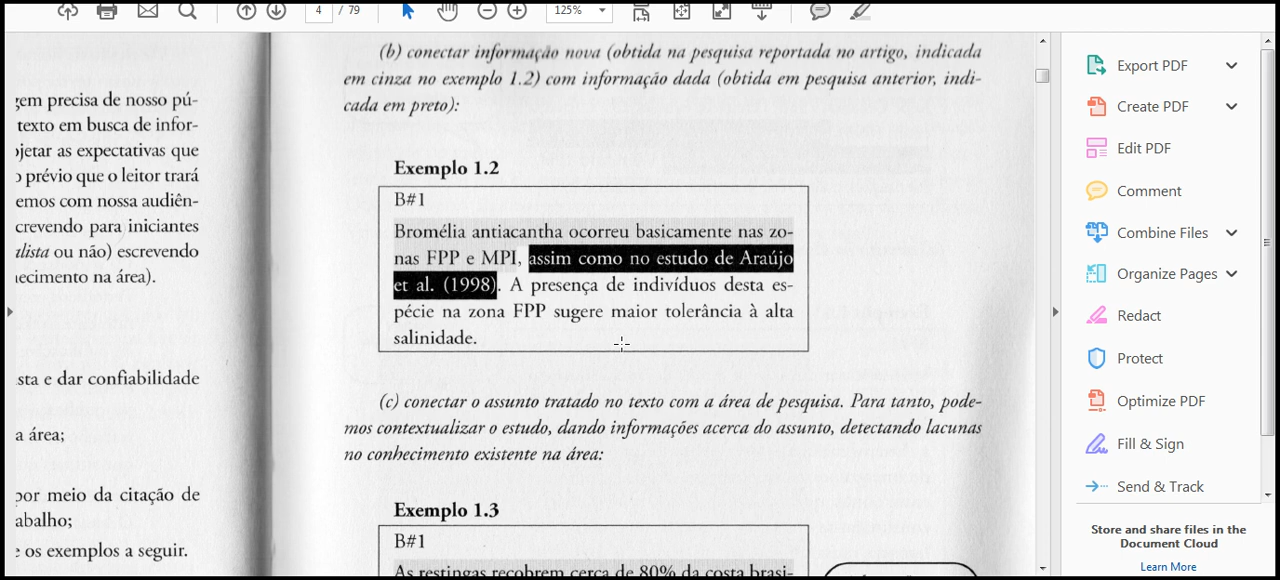 4 / 79
125%
(b) conectar informação nova (obtida na pesquisa reportada no artigo, indicada
em cinza no exemplo 1.2) com informação dada (obtida em pesquisa anterior, indi-
cada em preto):
gem precisa de nosso pú-
texto em busca de infor-
ojetar as expectativas que
o prévio que o leitor trará
emos com nossa audiên-
crevendo para iniciantes
alista ou não) escrevendo
necimento na área).
sta e dar confiabilidade
a área;
por meio da citação de
abalho;
e os exemplos a seguir.
Exemplo 1.2
B#1
Bromélia antiacantha ocorreu basicamente nas zo-
nas FPP e MPI, assim como no estudo de Araújo
et al. (1998). A presença de indivíduos desta es-
pécie na zona FPP sugere maior tolerância à alta
salinidade.
(c) conectar o assunto tratado no texto com a área de pesquisa. Para tanto, pode-
mos contextualizar o estudo, dando informações acerca do assunto, detectando lacunas
no conhecimento existente na área:
Exemplo 1.3
B#1
As restingas recobrem cerca de 80% da costa brasi-
Export PDF
Create PDF
Edit PDF
Comment
Combine Files
Organize Pages
Redact
Protect
Optimize PDF
Fill & Sign
Send & Track
Store and share files in the
Document Cloud
Learn More